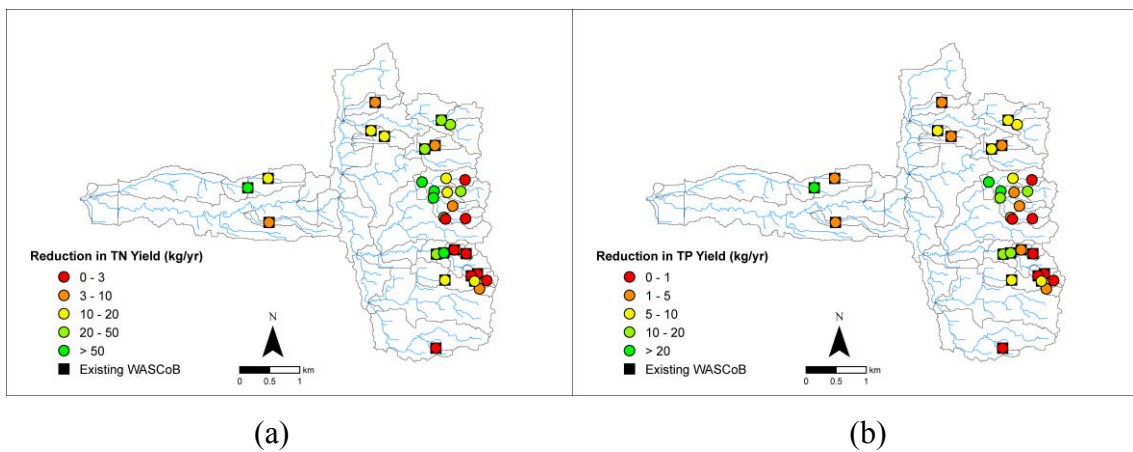 Reduction in TN Yield (kg/yr)
0 - 3
3 - 10
10 - 20
20 - 50
> 50
Existing WASCoB
N
0 0.5 1 km
Reduction in TP Yield (kg/yr)
0 - 1
1 - 5
5 - 10
10 - 20
> 20
Existing WASCoB
N
0 0.5 1 km
(a)
(b)